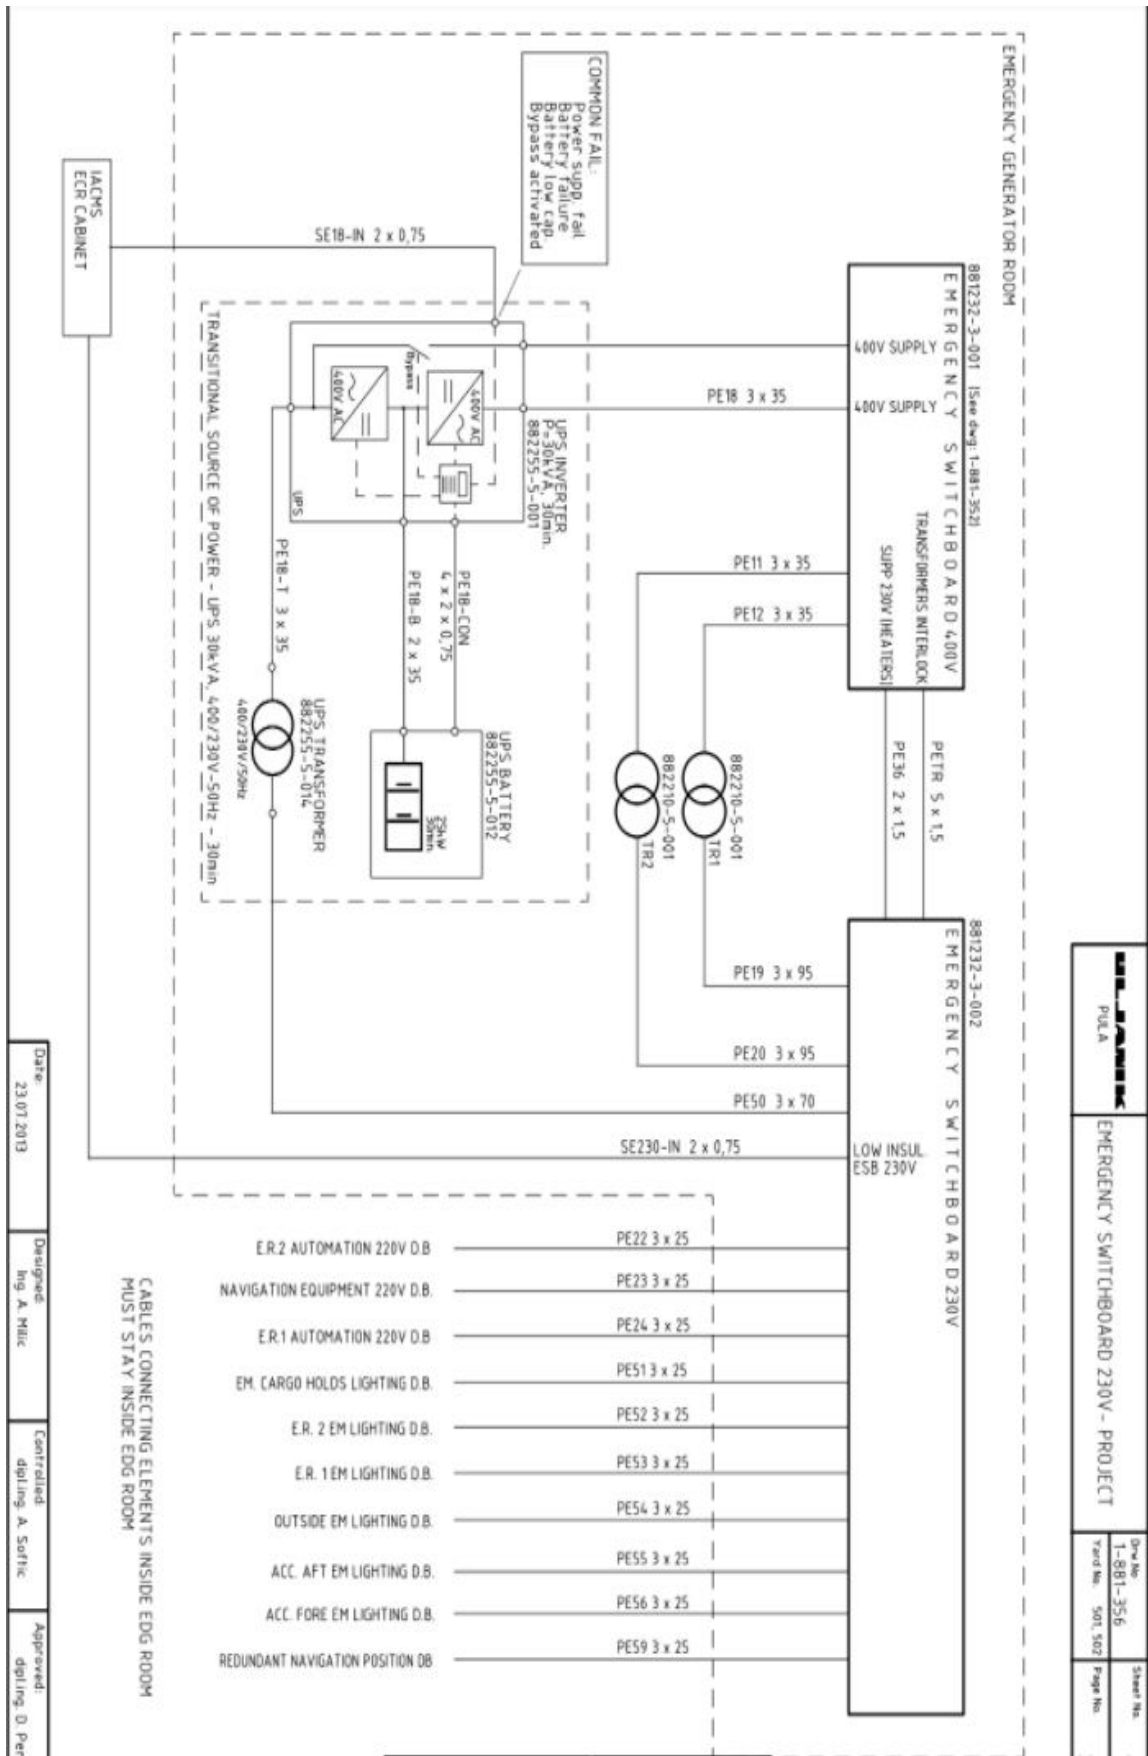 EMERGENCY GENERATOR ROOM
COMMON FAIL:
Power supp. fail
Battery failure
Battery low cap.
Bypass activated
IACMS
ECR CABINET
SE18-IN 2 x 0,75
881232-3-001 (See dwg: 1-881-352)
EMERGENCY SWITCHBOARD 400V
400V SUPPLY
400V SUPPLY
TRANSFORMERS INTERLOCK
SUPP 230V (HEATERS)
PE18 3 x 35
UPS INVERTER
P=30kVA, 30min.
882255-5-001
400V AC
400V AC
Bypass
UPS
TRANSITIONAL SOURCE OF POWER - UPS 30kVA, 400/230V-50Hz - 30min
PE18-T 3 x 35
PE18-B 2 x 35
PE18-CON
4 x 2 x 0,75
UPS BATTERY
882255-5-012
30min.
UPS TRANSFORMER
882255-5-014
400/230V/50Hz
PE11 3 x 35
PE12 3 x 35
882210-5-001
TR1
882210-5-001
TR2
PETR 5 x 1,5
PE36 2 x 1,5
881232-3-002
EMERGENCY SWITCHBOARD 230V
PE19 3 x 95
PE20 3 x 95
PE50 3 x 70
SE230-IN 2 x 0,75
LOW INSUL.
ESB 230V
E.R.2 AUTOMATION 220V D.B PE22 3 x 25
NAVIGATION EQUIPMENT 220V D.B. PE23 3 x 25
E.R.1 AUTOMATION 220V D.B PE24 3 x 25
EM. CARGO HOLDS LIGHTING D.B. PE51 3 x 25
E.R. 2 EM LIGHTING D.B. PE52 3 x 25
E.R. 1 EM LIGHTING D.B. PE53 3 x 25
OUTSIDE EM LIGHTING D.B. PE54 3 x 25
ACC. AFT EM LIGHTING D.B. PE55 3 x 25
ACC. FORE EM LIGHTING D.B. PE56 3 x 25
REDUNDANT NAVIGATION POSITION DB PE59 3 x 25
CABLES CONNECTING ELEMENTS INSIDE EDG ROOM
MUST STAY INSIDE EDG ROOM
ULJANIK
PULA
EMERGENCY SWITCHBOARD 230V - PROJECT
Drw No
1-881-356
Yard No. 501, 502
Sheet No.
Page No.
Date:
23.07.2013
Designed:
Ing. A. Milic
Controlled:
dipl.ing. A. Softic
Approved:
dipl.ing. D. Per